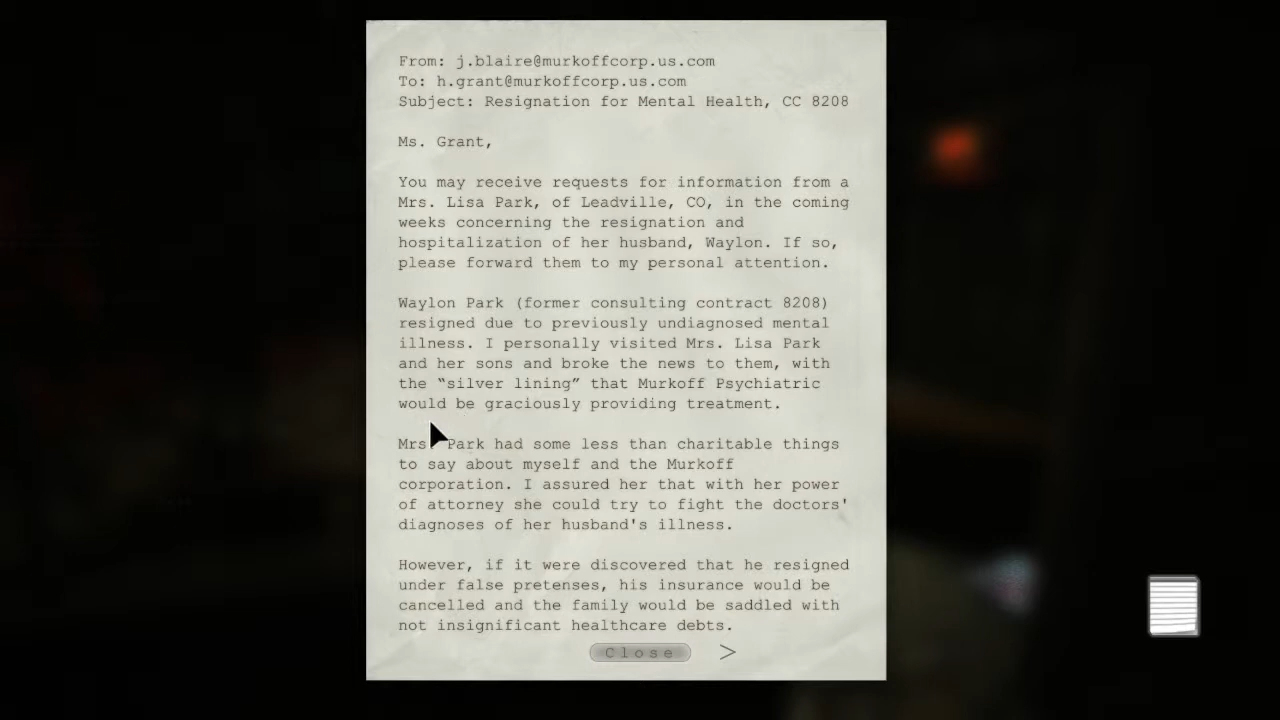 From: j.blaire@murkoffcorp.us.com
To: h.grant@murkoffcorp.us.com
Subject: Resignation for Mental Health, CC 8208
Ms. Grant,
You may receive requests for information from a
Mrs. Lisa Park, of Leadville, CO, in the coming
weeks concerning the resignation and
hospitalization of her husband, Waylon. If so,
please forward them to my personal attention.
Waylon Park (former consulting contract 8208)
resigned due to previously undiagnosed mental
illness. I personally visited Mrs. Lisa Park
and her sons and broke the news to them, with
the “silver lining” that Murkoff Psychiatric
would be graciously providing treatment.
Mrs. Park had some less than charitable things
to say about myself and the Murkoff
corporation. I assured her that with her power
of attorney she could try to fight the doctors'
diagnoses of her husband's illness.
However, if it were discovered that he resigned
under false pretenses, his insurance would be
cancelled and the family would be saddled with
not insignificant healthcare debts.
Close >